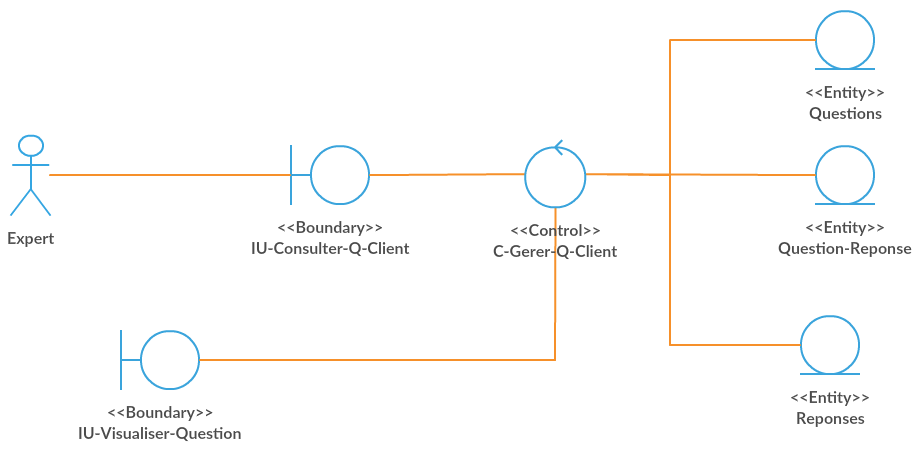 <<Entity>>
Questions
Expert
<<Boundary>>
IU-Consulter-Q-Client
<<Control>>
C-Gerer-Q-Client
<<Entity>>
Question-Reponse
<<Boundary>>
IU-Visualiser-Question
<<Entity>>
Reponses